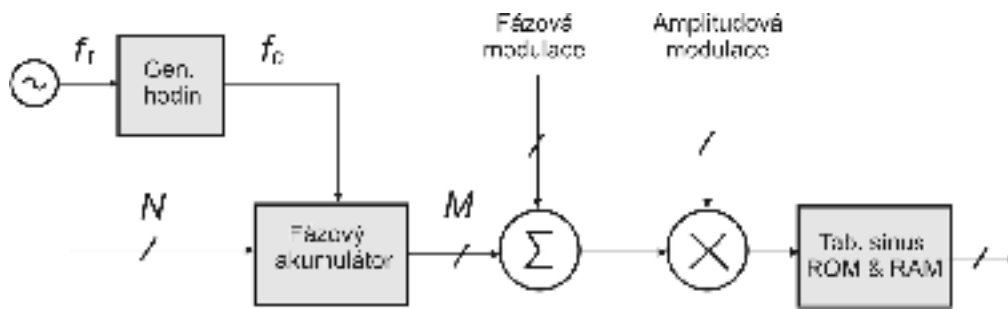 Fázová
modulace
Amplitudová
modulace
fr
Gen.
hodin
fc
N
Fázový
akumulátor
M
Σ
Tab. sinus
ROM & RAM